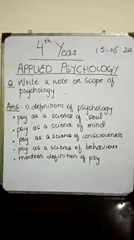 4th Year
15.06.20
APPLIED PSYCHOLOGY
Q. Write a note on scope of
psychology
Ans: 1) definitions of psychology
• psy as a science of "soul"
• psy as a science of mind
• psy as a science of consciousness
• psy as a science of behaviour
• modern definition of psy